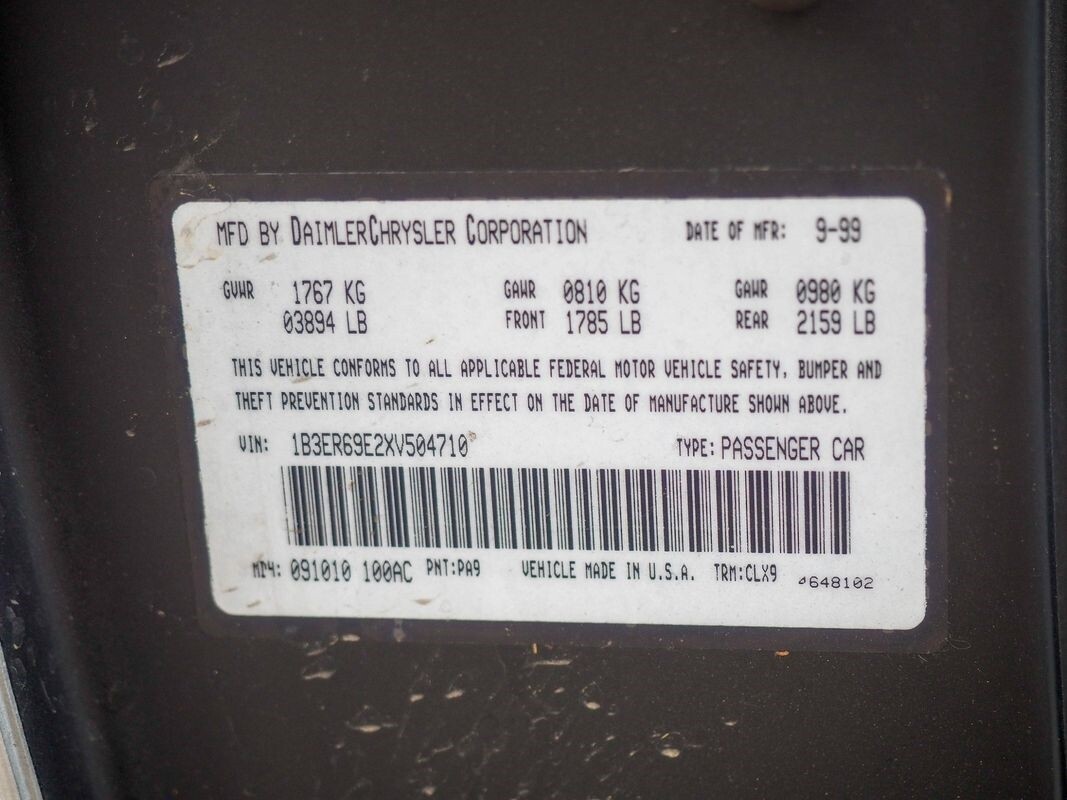 MFD BY DAIMLERCHRYSLER CORPORATION DATE OF MFR: 9-99
GVWR 1767 KG GAWR 0810 KG GAWR 0980 KG
03894 LB FRONT 1785 LB REAR 2159 LB
THIS VEHICLE CONFORMS TO ALL APPLICABLE FEDERAL MOTOR VEHICLE SAFETY, BUMPER AND
THEFT PREVENTION STANDARDS IN EFFECT ON THE DATE OF MANUFACTURE SHOWN ABOVE.
VIN: 1B3ER69E2XV504710 TYPE: PASSENGER CAR
091010 100AC PNT:PA9 VEHICLE MADE IN U.S.A. TRM:CLX9 648102